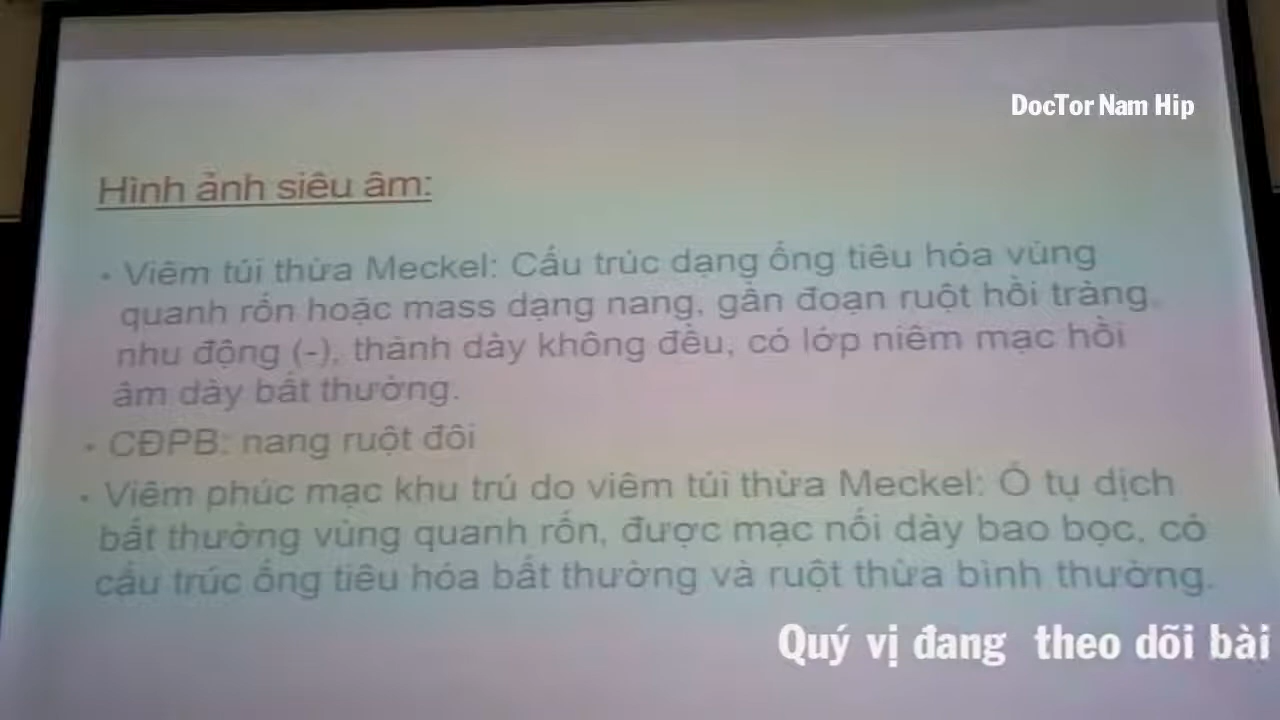 DocTor Nam Hip
Hình ảnh siêu âm:
• Viêm túi thừa Meckel: Cấu trúc dạng ống tiêu hóa vùng
quanh rốn hoặc mass dạng nang, gần đoạn ruột hồi tràng,
nhu động (-), thành dày không đều, có lớp niêm mạc hồi
âm dày bất thường.
• CĐPB: nang ruột đôi
• Viêm phúc mạc khu trú do viêm túi thừa Meckel: Ổ tụ dịch
bất thường vùng quanh rốn, được mạc nối dày bao bọc, có
cấu trúc ống tiêu hóa bất thường và ruột thừa bình thường.
Quý vị đang theo dõi bài